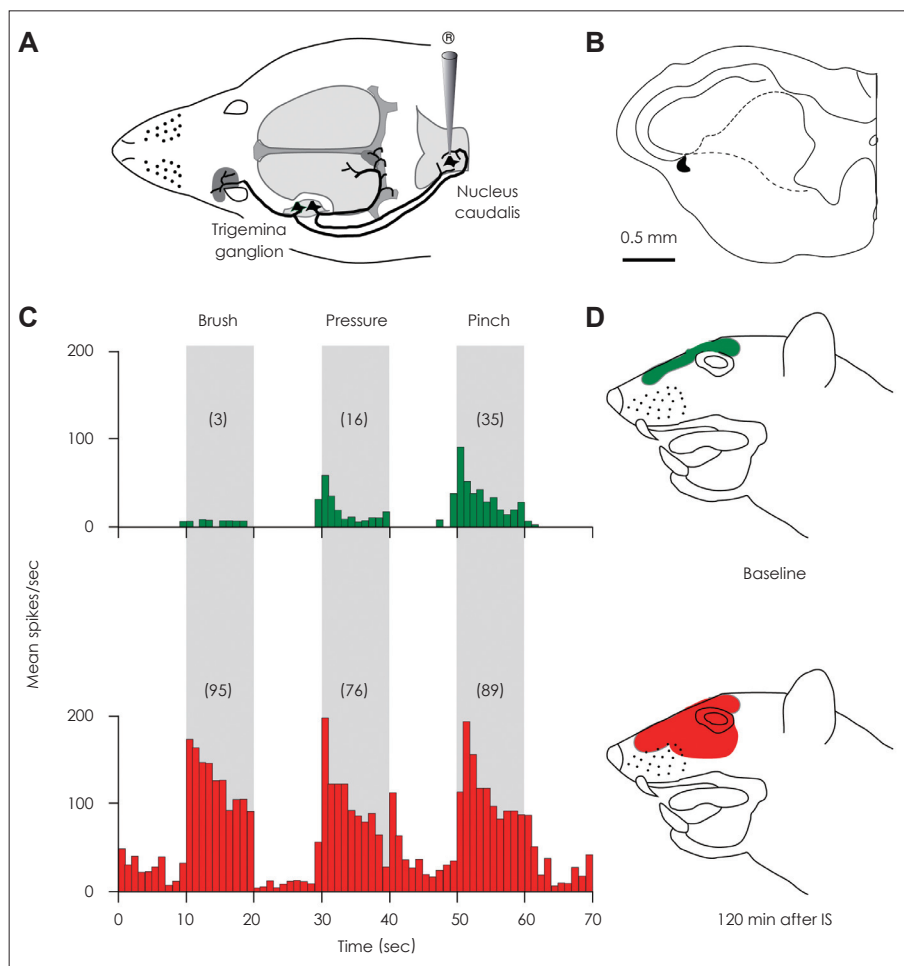 A
®
Trigemina
ganglion
Nucleus
caudalis
B
0.5 mm
C
Brush
Pressure
Pinch
200
100
0
(3)
(16)
(35)
Mean spikes/sec
(95)
(76)
(89)
200
100
0
0
10
20
30
40
50
60
70
Time (sec)
D
Baseline
120 min after IS